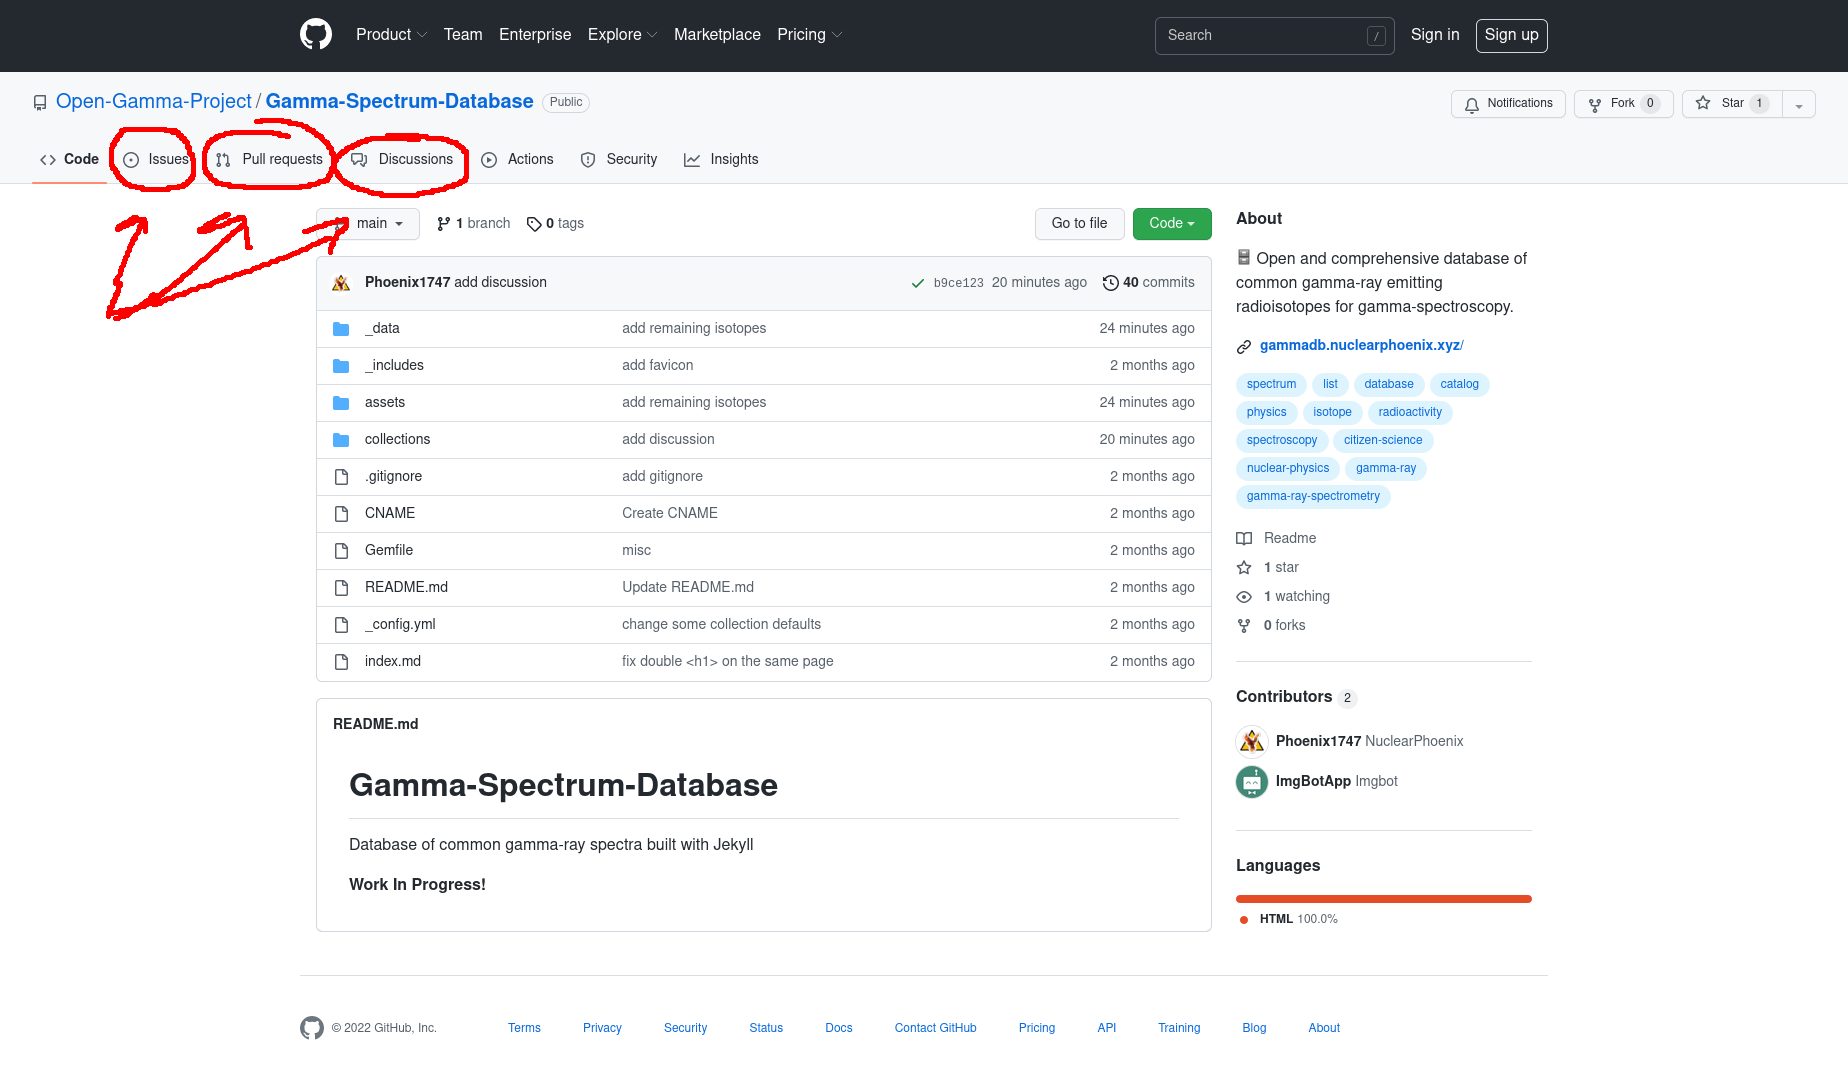 Product Team Enterprise Explore Marketplace Pricing Search / Sign in Sign up
Open-Gamma-Project / Gamma-Spectrum-Database Public Notifications Fork 0 Star 1
Code Issues Pull requests Discussions Actions Security Insights
main 1 branch 0 tags Go to file Code
Phoenix1747 add discussion b9ce123 20 minutes ago 40 commits
_data add remaining isotopes 24 minutes ago
_includes add favicon 2 months ago
assets add remaining isotopes 24 minutes ago
collections add discussion 20 minutes ago
.gitignore add gitignore 2 months ago
CNAME Create CNAME 2 months ago
Gemfile misc 2 months ago
README.md Update README.md 2 months ago
_config.yml change some collection defaults 2 months ago
index.md fix double <h1> on the same page 2 months ago
README.md
Gamma-Spectrum-Database
Database of common gamma-ray spectra built with Jekyll
Work In Progress!
About
Open and comprehensive database of
common gamma-ray emitting
radioisotopes for gamma-spectroscopy.
gammadb.nuclearphoenix.xyz/
spectrum list database catalog
physics isotope radioactivity
spectroscopy citizen-science
nuclear-physics gamma-ray
gamma-ray-spectrometry
Readme
1 star
1 watching
0 forks
Contributors 2
Phoenix1747 NuclearPhoenix
ImgBotApp Imgbot
Languages
HTML 100.0%
© 2022 GitHub, Inc. Terms Privacy Security Status Docs Contact GitHub Pricing API Training Blog About